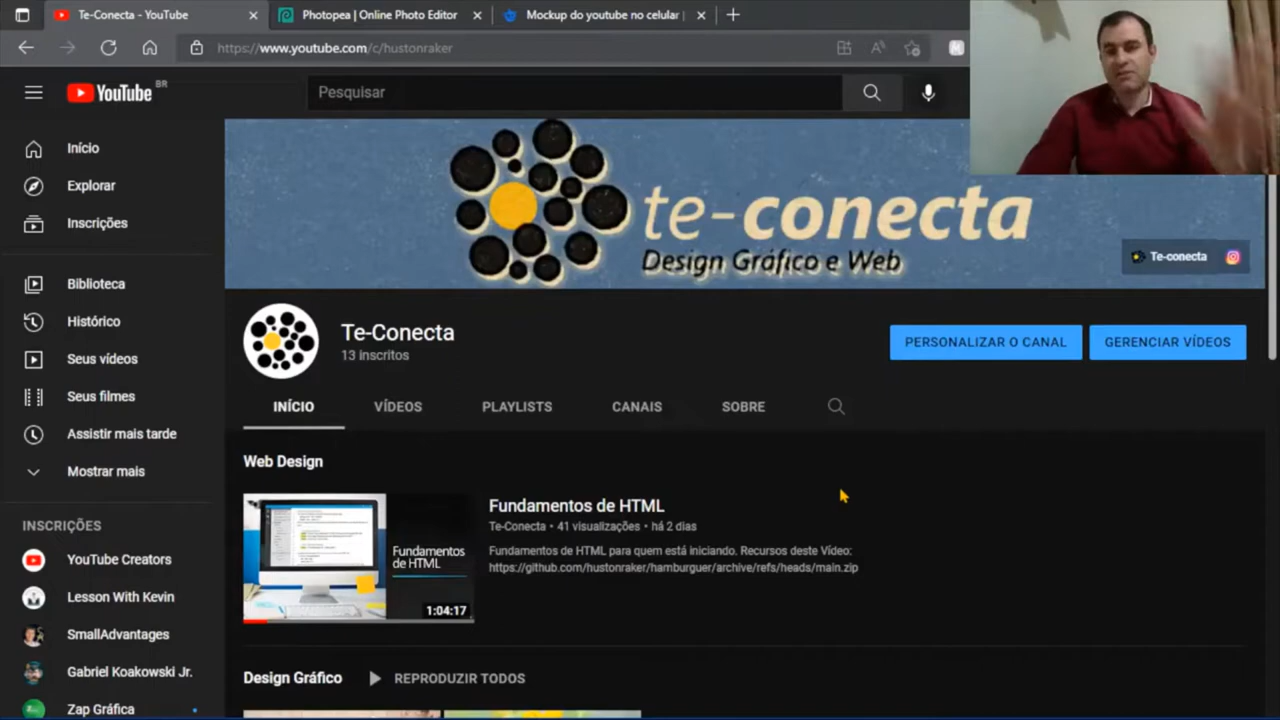 Te-Conecta - YouTube
Photopea | Online Photo Editor
Mockup do youtube no celular |
https://www.youtube.com/c/hustonraker
YouTube BR
Pesquisar
Início
Explorar
Inscrições
Biblioteca
Histórico
Seus vídeos
Seus filmes
Assistir mais tarde
Mostrar mais
INSCRIÇÕES
YouTube Creators
Lesson With Kevin
SmallAdvantages
Gabriel Koakowski Jr.
Zap Gráfica
te-conecta
Design Gráfico e Web
Te-conecta
Te-Conecta
13 inscritos
PERSONALIZAR O CANAL
GERENCIAR VÍDEOS
INÍCIO
VÍDEOS
PLAYLISTS
CANAIS
SOBRE
Web Design
Fundamentos
de HTML
1:04:17
Fundamentos de HTML
Te-Conecta • 41 visualizações • há 2 dias
Fundamentos de HTML para quem está iniciando. Recursos deste Vídeo:
https://github.com/hustonraker/hamburguer/archive/refs/heads/main.zip
Design Gráfico
REPRODUZIR TODOS